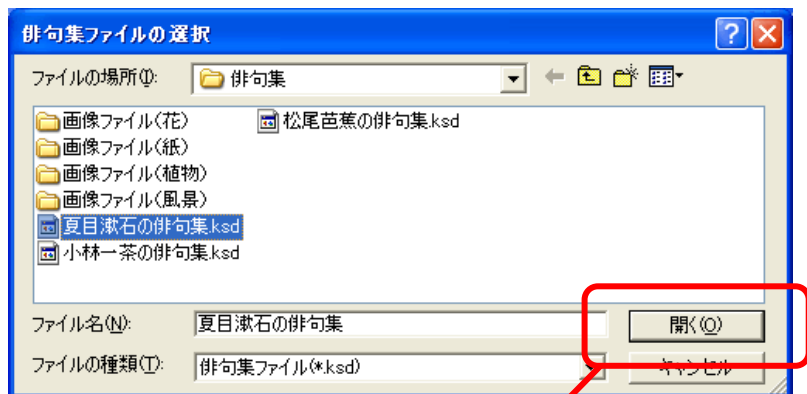 俳句集ファイルの選択
ファイルの場所(I):
俳句集
画像ファイル(花)
画像ファイル(紙)
画像ファイル(植物)
画像ファイル(風景)
夏目漱石の俳句集.ksd
小林一茶の俳句集.ksd
松尾芭蕉の俳句集.ksd
ファイル名(N):
夏目漱石の俳句集
開く(O)
ファイルの種類(T):
俳句集ファイル(*.ksd)
キャンセル